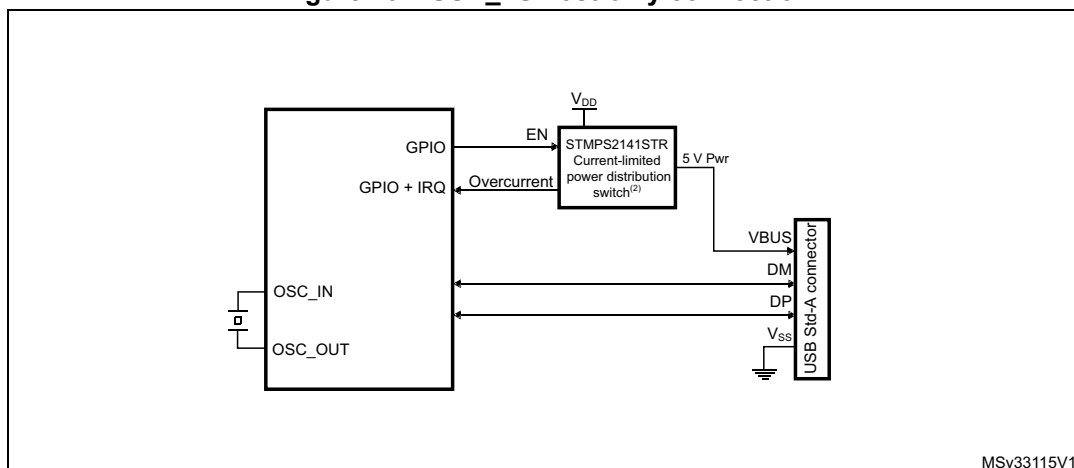 V_DD
GPIO
EN
STMPS2141STR
Current-limited
power distribution
switch(2)
5 V Pwr
GPIO + IRQ
Overcurrent
VBUS
DM
DP
V_SS
USB Std-A connector
OSC_IN
OSC_OUT
MSv33115V1